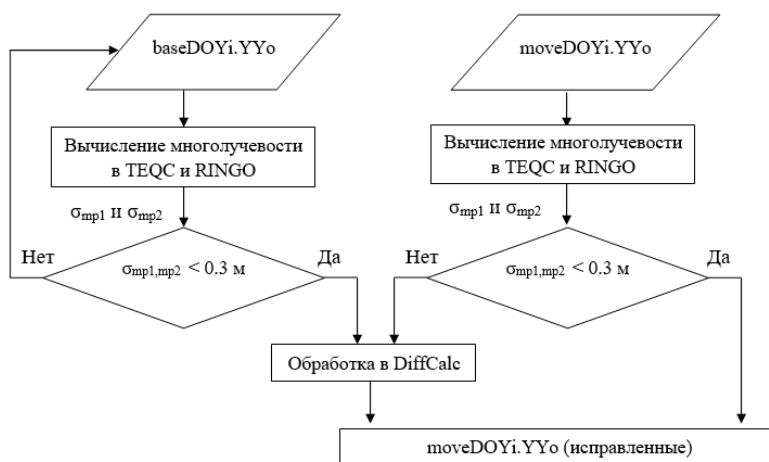 baseDOYi.YYo
moveDOYi.YYo
Вычисление многолучевости
в TEQC и RINGO
Вычисление многолучевости
в TEQC и RINGO
σmp1 и σmp2
σmp1 и σmp2
Нет
σmp1,mp2 < 0.3 м
Да
Нет
σmp1,mp2 < 0.3 м
Да
Обработка в DiffCalc
moveDOYi.YYo (исправленные)